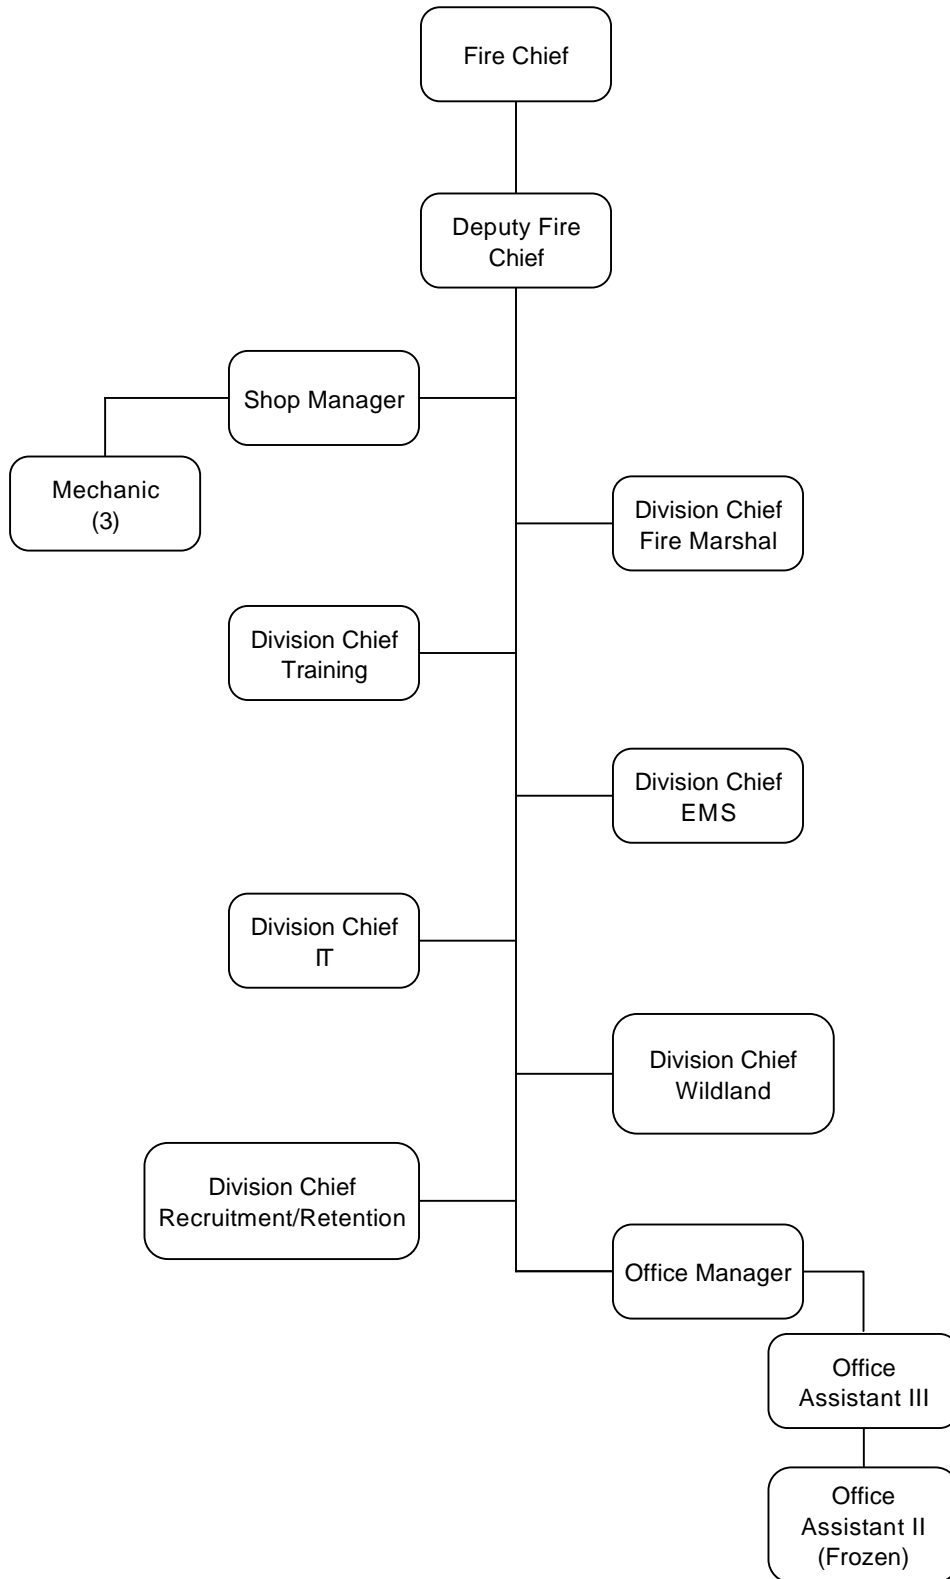 Fire Chief
Deputy Fire
Chief
Shop Manager
Mechanic
(3)
Division Chief
Fire Marshal
Division Chief
Training
Division Chief
EMS
Division Chief
IT
Division Chief
Wildland
Division Chief
Recruitment/Retention
Office Manager
Office
Assistant III
Office
Assistant II
(Frozen)